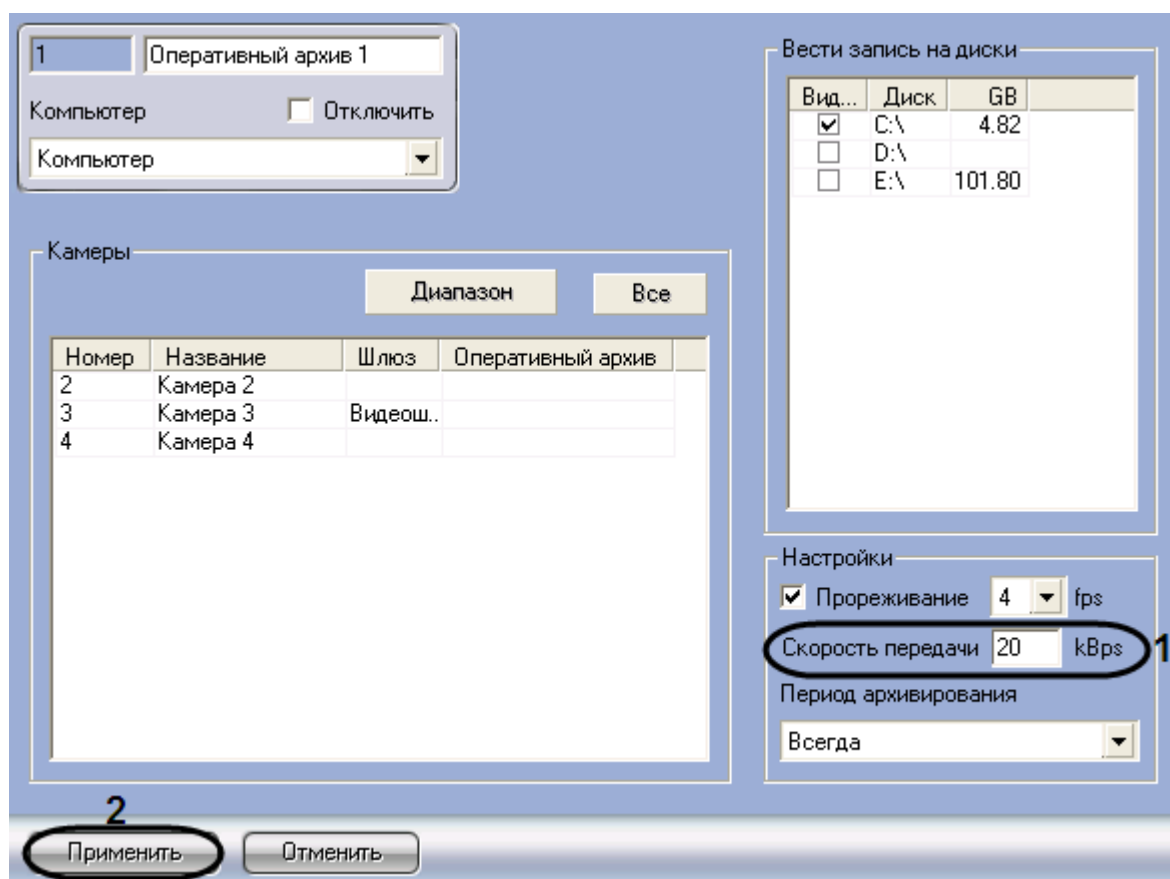 1 Оперативный архив 1
Компьютер Отключить
Компьютер
Вести запись на диски
Вид... Диск GB
C:\ 4.82
D:\
E:\ 101.80
Камеры
Диапазон Все
Номер Название Шлюз Оперативный архив
2 Камера 2
3 Камера 3 Видеош..
4 Камера 4
Настройки
Прореживание 4 fps
Скорость передачи 20 kBps 1
Период архивирования
Всегда
2
Применить Отменить